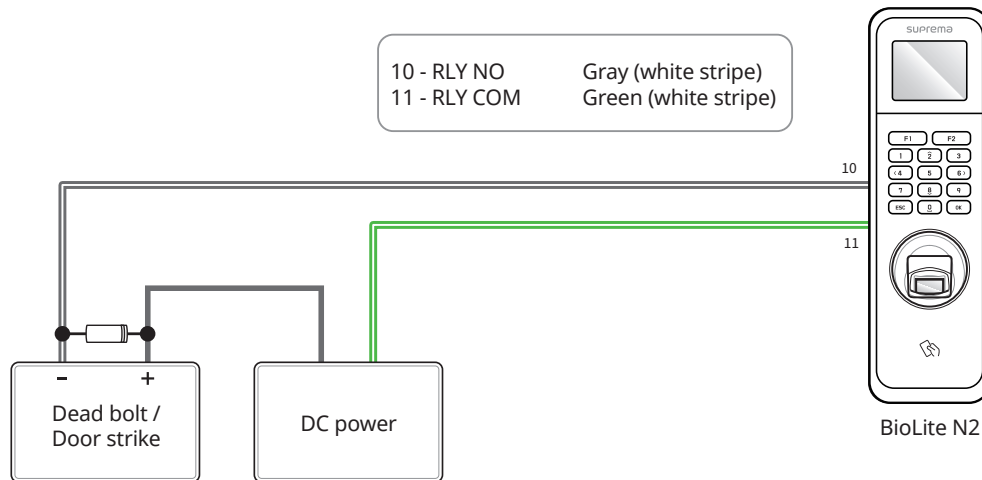 suprema
10 - RLY NO Gray (white stripe)
11 - RLY COM Green (white stripe)
F1 F2
1 2 3
10
<4 5 6>
7 8 9
ESC 0 OK
11
- +
Dead bolt /
Door strike
DC power
BioLite N2